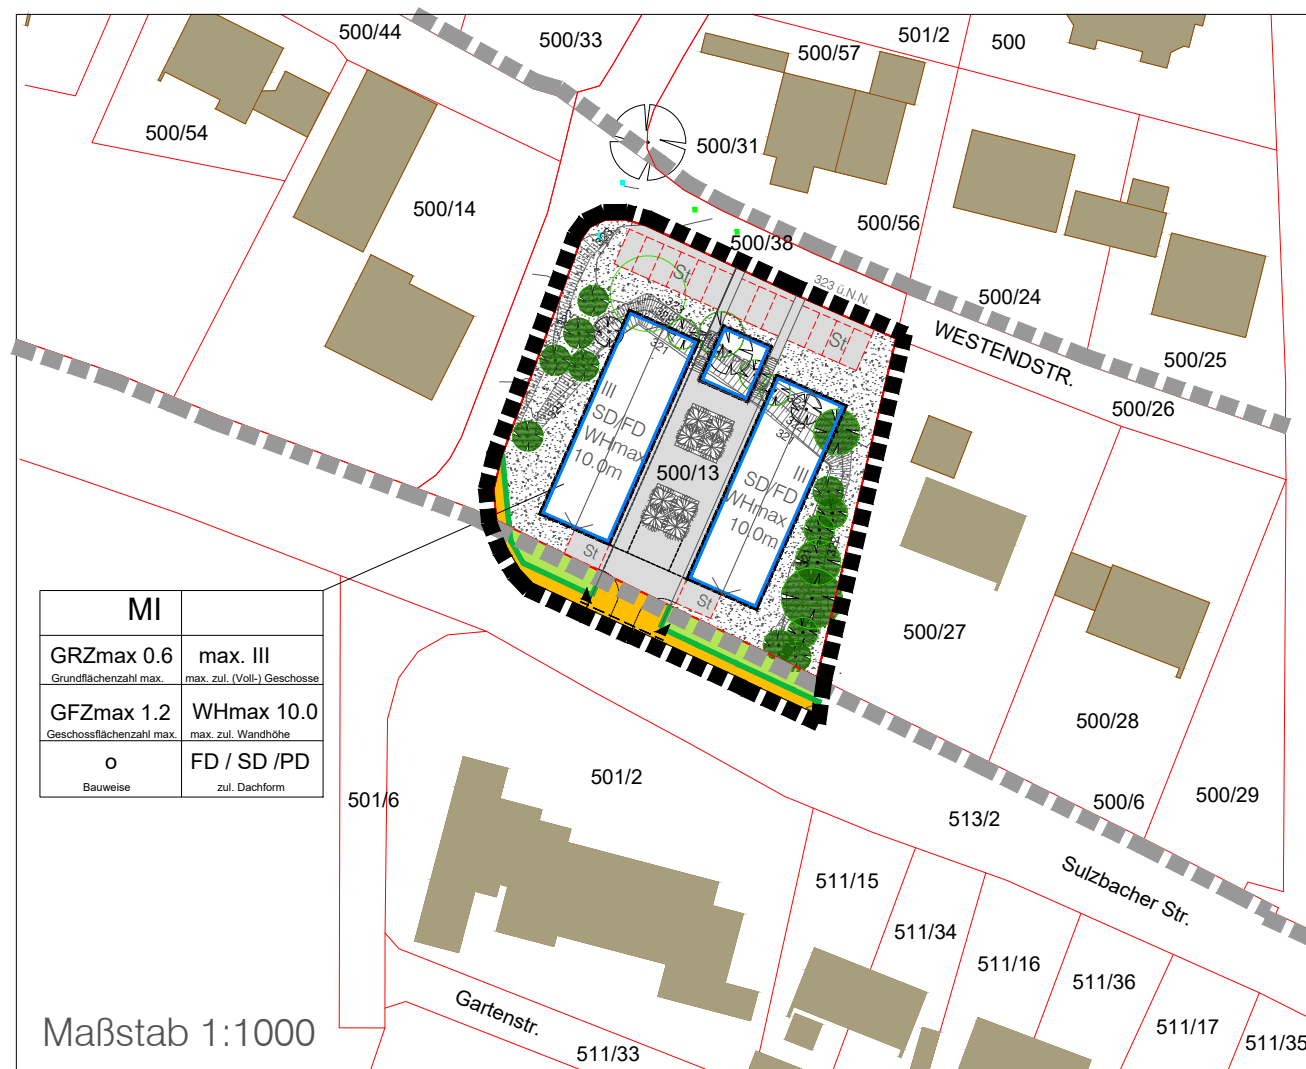 500/44
500/33
500/57
501/2
500
500/54
500/31
500/14
500/56
500/38
323 ü.N.N.
500/24
500/25
500/26
WESTENDSTR.
St
St
323
321
III
SD/FD
WHmax
10.0m
500/13
III
SD/FD
WHmax
10.0m
St
St
500/27
500/28
500/29
500/6
MI
GRZmax 0.6
Grundflächenzahl max.
max. III
max. zul. (Voll-) Geschosse
GFZmax 1.2
Geschossflächenzahl max.
WHmax 10.0
max. zul. Wandhöhe
o
Bauweise
FD / SD /PD
zul. Dachform
501/6
501/2
513/2
Sulzbacher Str.
511/15
511/34
511/16
511/36
511/17
511/35
Gartenstr.
511/33
Maßstab 1:1000